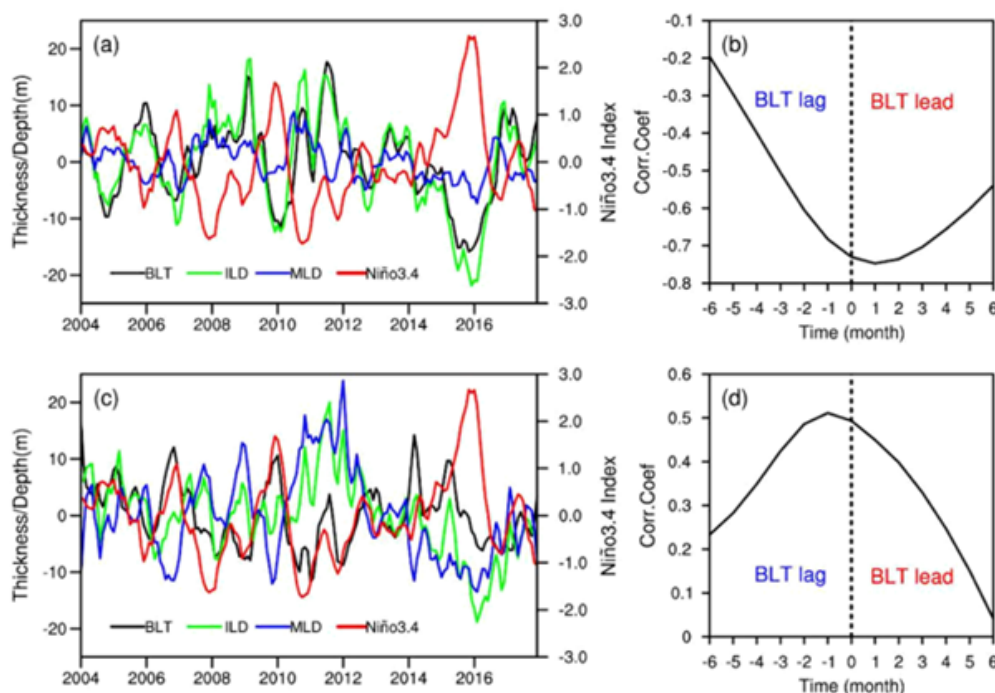 (a)
Thickness/Depth(m)
20
10
0
-10
-20
3.0
2.0
1.0
0.0
-1.0
-2.0
-3.0
Niño3.4 Index
BLT ILD MLD Niño3.4
2004 2006 2008 2010 2012 2014 2016
(b)
Corr.Coef
-0.1
-0.2
-0.3
-0.4
-0.5
-0.6
-0.7
-0.8
BLT lag BLT lead
-6 -5 -4 -3 -2 -1 0 1 2 3 4 5 6
Time (month)
(c)
Thickness/Depth(m)
20
10
0
-10
-20
3.0
2.0
1.0
0.0
-1.0
-2.0
-3.0
Niño3.4 Index
BLT ILD MLD Niño3.4
2004 2006 2008 2010 2012 2014 2016
(d)
Corr.Coef
0.6
0.5
0.4
0.3
0.2
0.1
0
BLT lag BLT lead
-6 -5 -4 -3 -2 -1 0 1 2 3 4 5 6
Time (month)